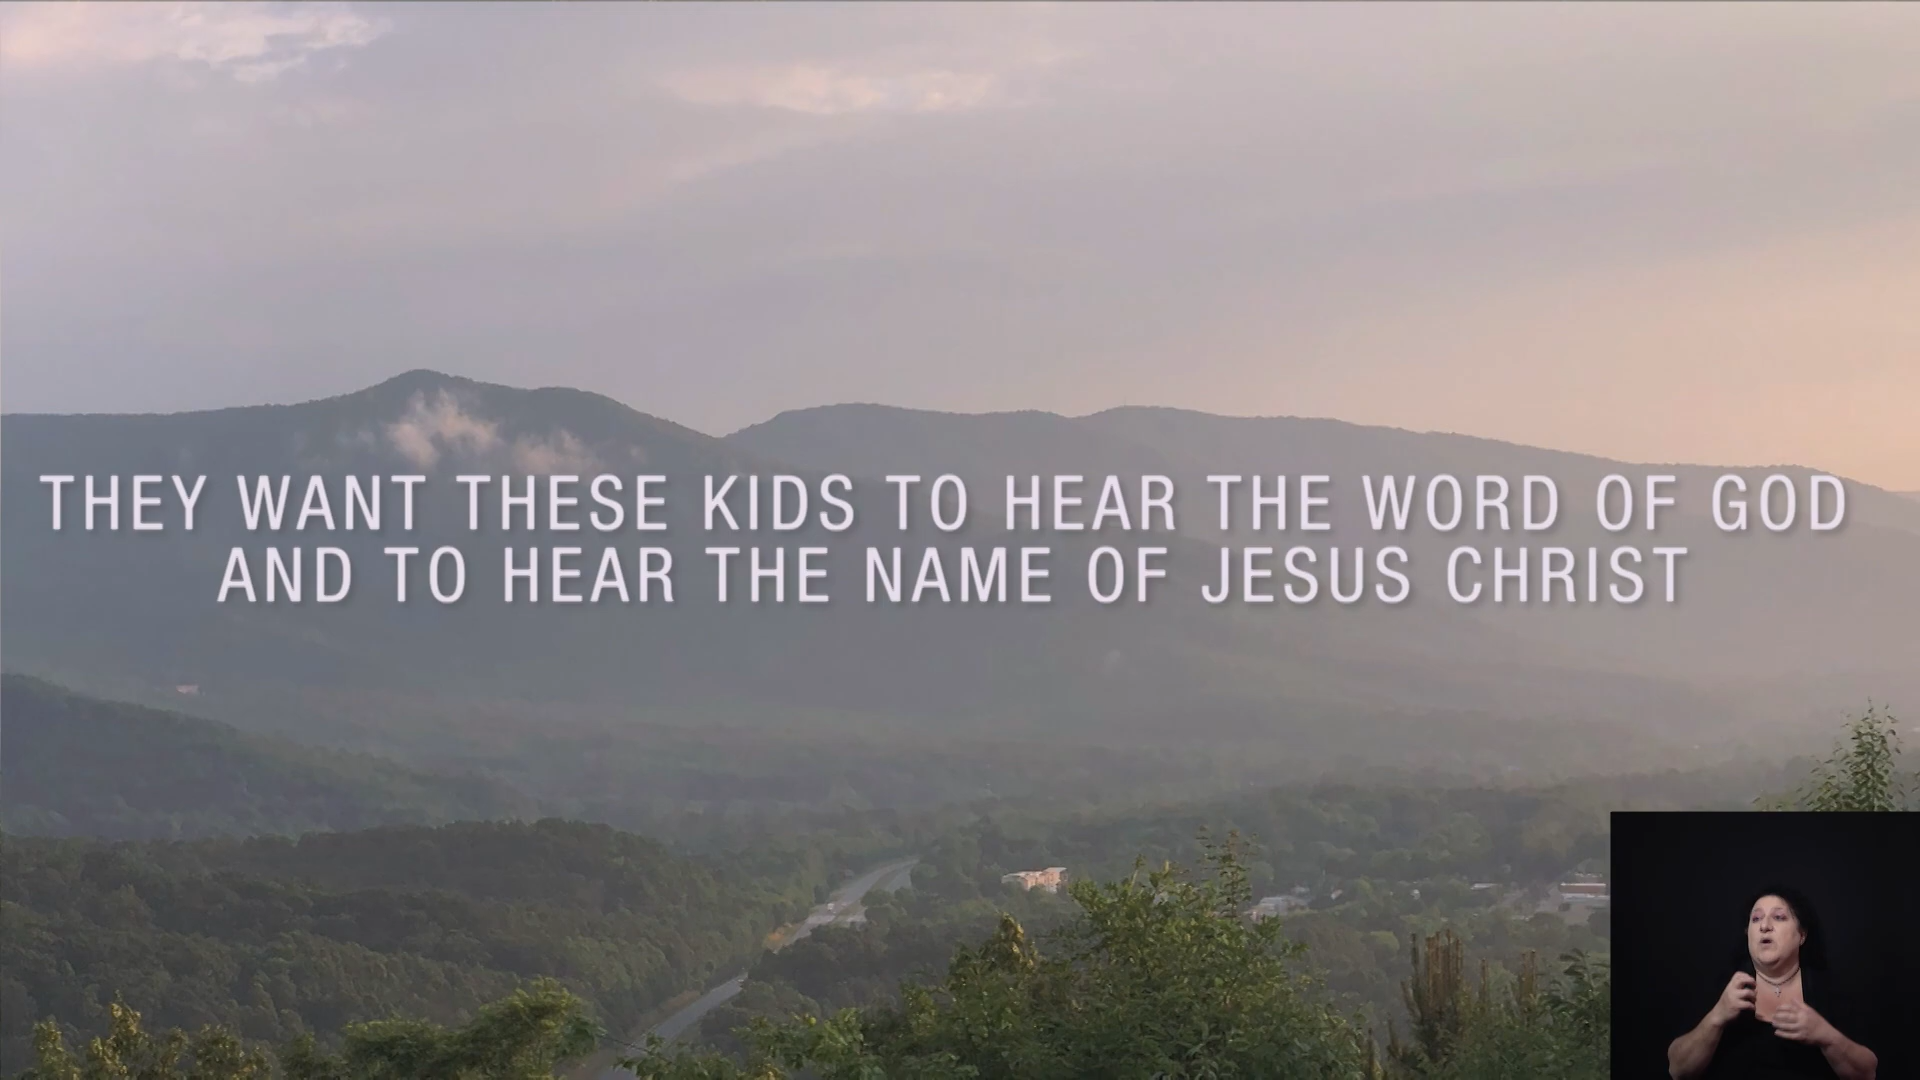 THEY WANT THESE KIDS TO HEAR THE WORD OF GOD
AND TO HEAR THE NAME OF JESUS CHRIST